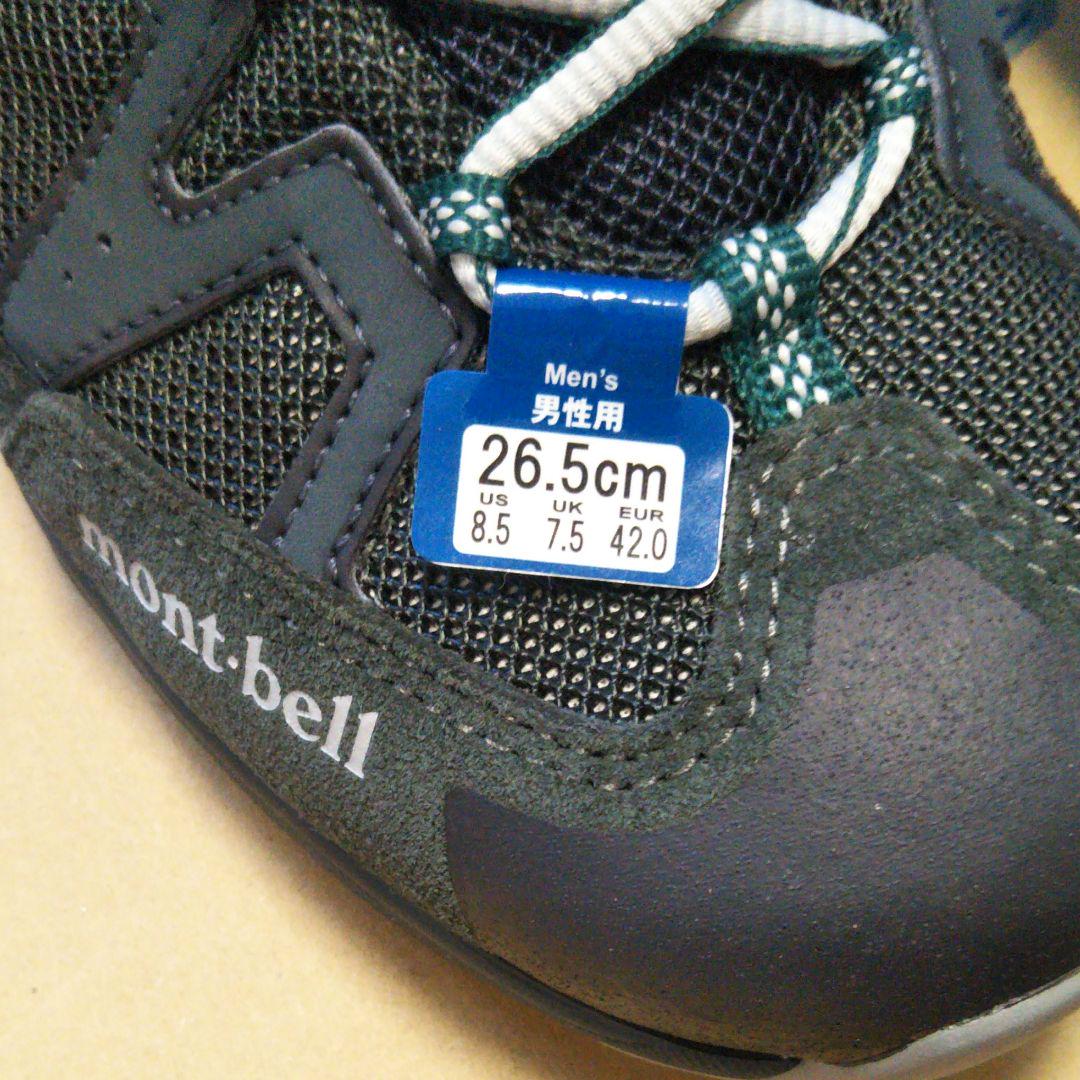 Men's
男性用
26.5cm
US UK EUR
8.5 7.5 42.0
mont-bell